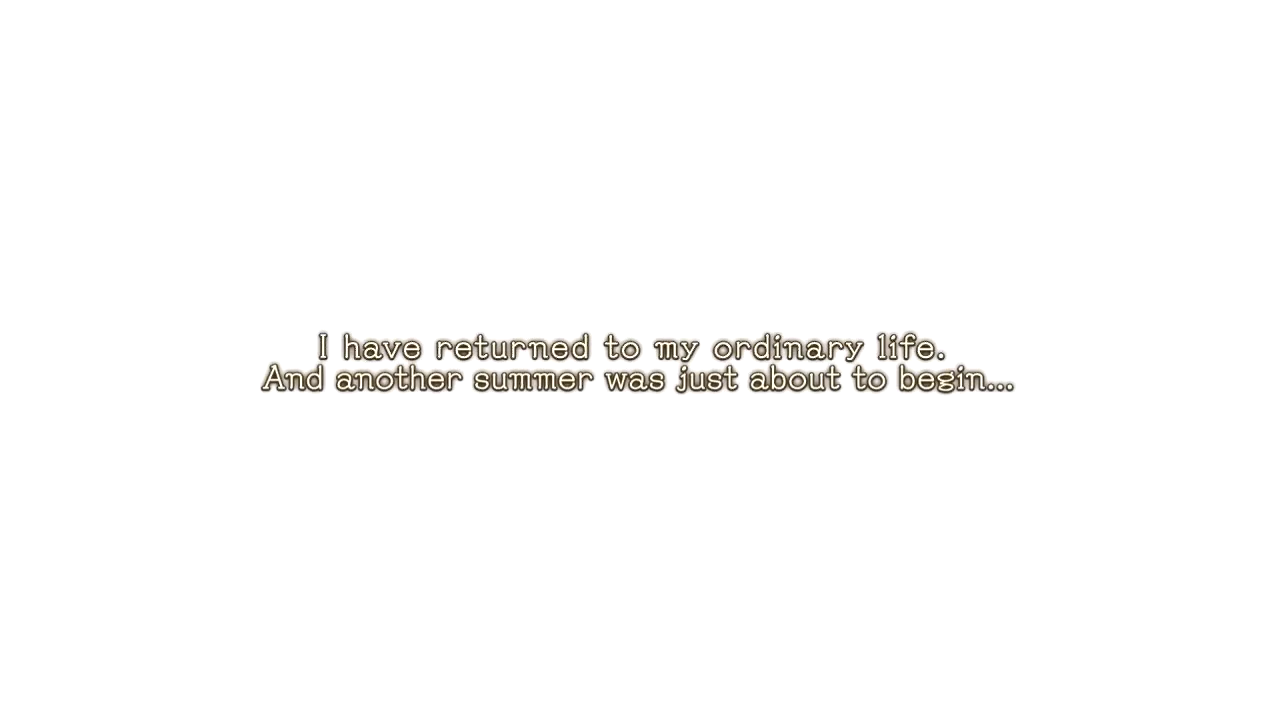 I have returned to my ordinary life.
And another summer was just about to begin...